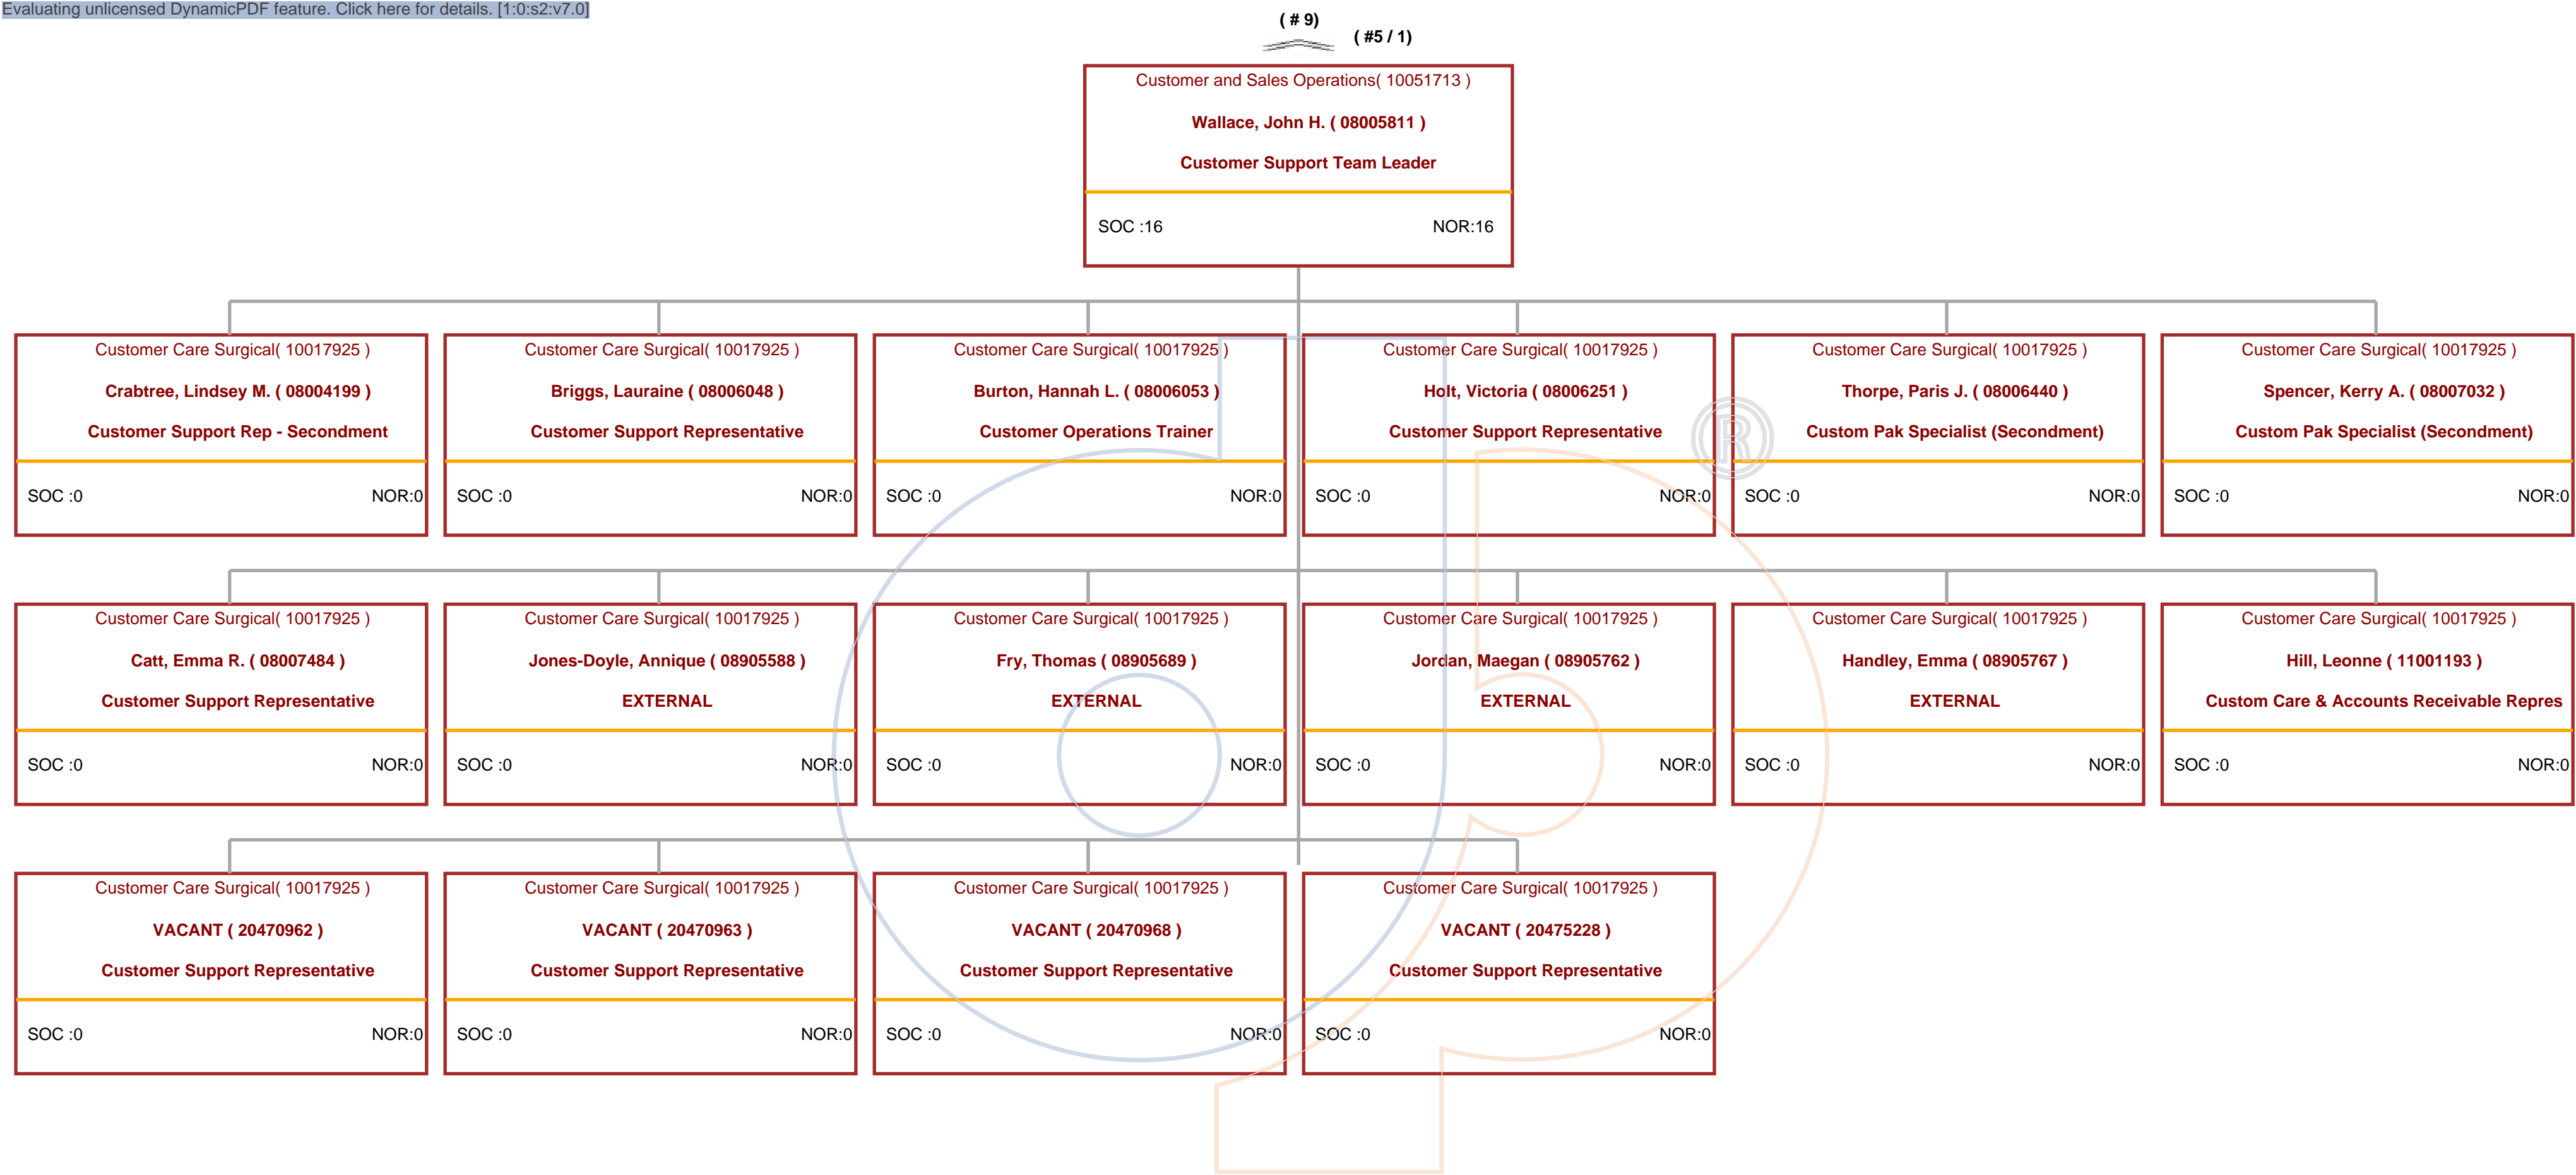 Evaluating unlicensed DynamicPDF feature. Click here for details. [1:0:s2:v7.0]
( # 9)
( #5 / 1)
Customer and Sales Operations( 10051713 )
Wallace, John H. ( 08005811 )
Customer Support Team Leader
SOC :16 NOR:16
Customer Care Surgical( 10017925 )
Crabtree, Lindsey M. ( 08004199 )
Customer Support Rep - Secondment
SOC :0 NOR:0
Customer Care Surgical( 10017925 )
Briggs, Lauraine ( 08006048 )
Customer Support Representative
SOC :0 NOR:0
Customer Care Surgical( 10017925 )
Burton, Hannah L. ( 08006053 )
Customer Operations Trainer
SOC :0 NOR:0
Customer Care Surgical( 10017925 )
Holt, Victoria ( 08006251 )
Customer Support Representative
SOC :0 NOR:0
Customer Care Surgical( 10017925 )
Thorpe, Paris J. ( 08006440 )
Custom Pak Specialist (Secondment)
SOC :0 NOR:0
Customer Care Surgical( 10017925 )
Spencer, Kerry A. ( 08007032 )
Custom Pak Specialist (Secondment)
SOC :0 NOR:0
®
Customer Care Surgical( 10017925 )
Catt, Emma R. ( 08007484 )
Customer Support Representative
SOC :0 NOR:0
Customer Care Surgical( 10017925 )
Jones-Doyle, Annique ( 08905588 )
EXTERNAL
SOC :0 NOR:0
Customer Care Surgical( 10017925 )
Fry, Thomas ( 08905689 )
EXTERNAL
SOC :0 NOR:0
Customer Care Surgical( 10017925 )
Jordan, Maegan ( 08905762 )
EXTERNAL
SOC :0 NOR:0
Customer Care Surgical( 10017925 )
Handley, Emma ( 08905767 )
EXTERNAL
SOC :0 NOR:0
Customer Care Surgical( 10017925 )
Hill, Leonne ( 11001193 )
Custom Care & Accounts Receivable Repres
SOC :0 NOR:0
Customer Care Surgical( 10017925 )
VACANT ( 20470962 )
Customer Support Representative
SOC :0 NOR:0
Customer Care Surgical( 10017925 )
VACANT ( 20470963 )
Customer Support Representative
SOC :0 NOR:0
Customer Care Surgical( 10017925 )
VACANT ( 20470968 )
Customer Support Representative
SOC :0 NOR:0
Customer Care Surgical( 10017925 )
VACANT ( 20475228 )
Customer Support Representative
SOC :0 NOR:0